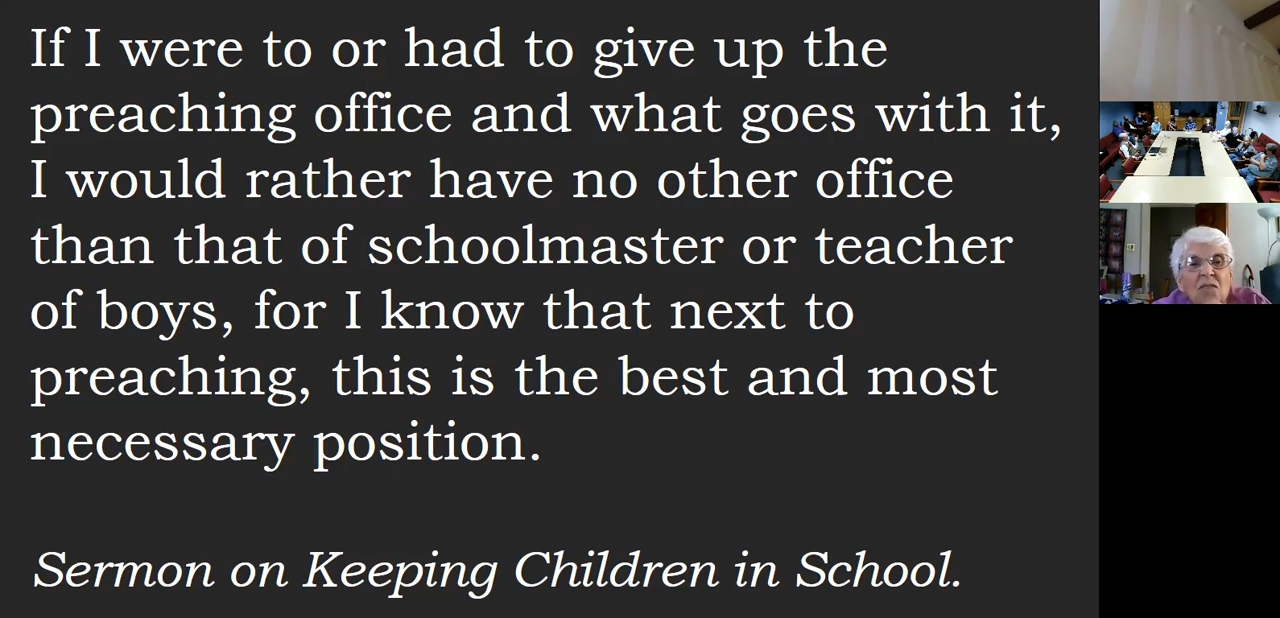 If I were to or had to give up the
preaching office and what goes with it,
I would rather have no other office
than that of schoolmaster or teacher
of boys, for I know that next to
preaching, this is the best and most
necessary position.
Sermon on Keeping Children in School.